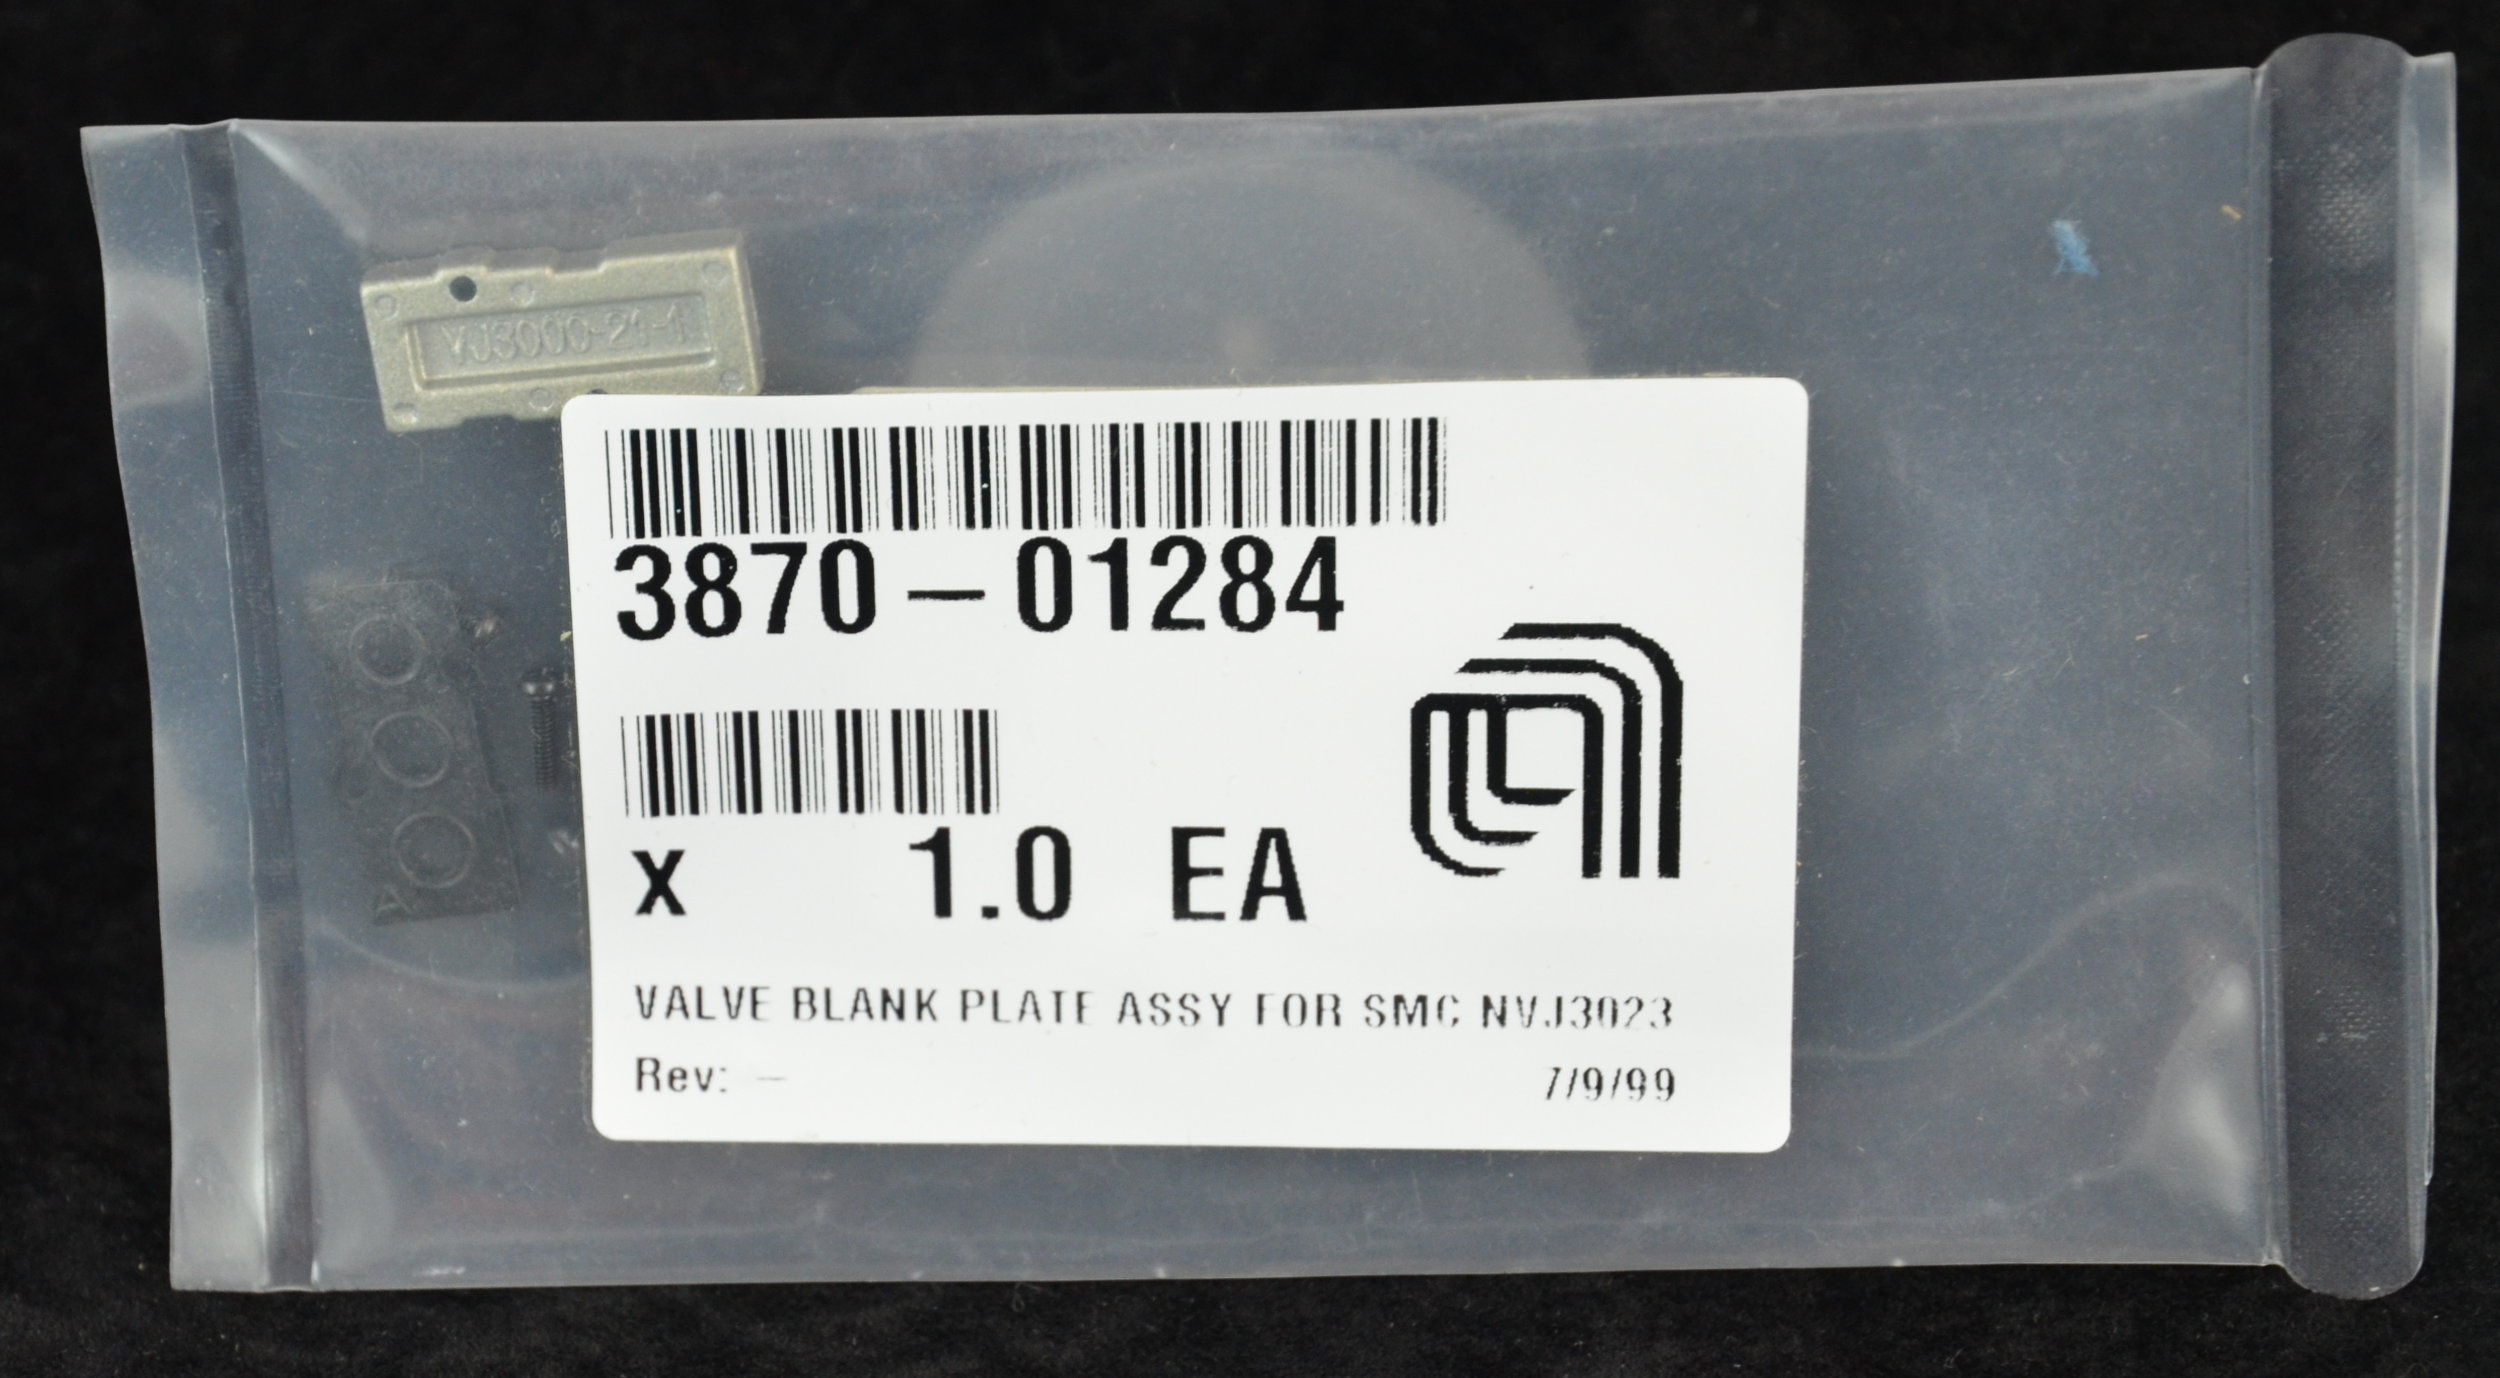 VJ3000-21-1
3870-01284
x 1.0 EA
VALVE BLANK PLATE ASSY FOR SMC NVJ3023
Rev: -
7/9/99
A